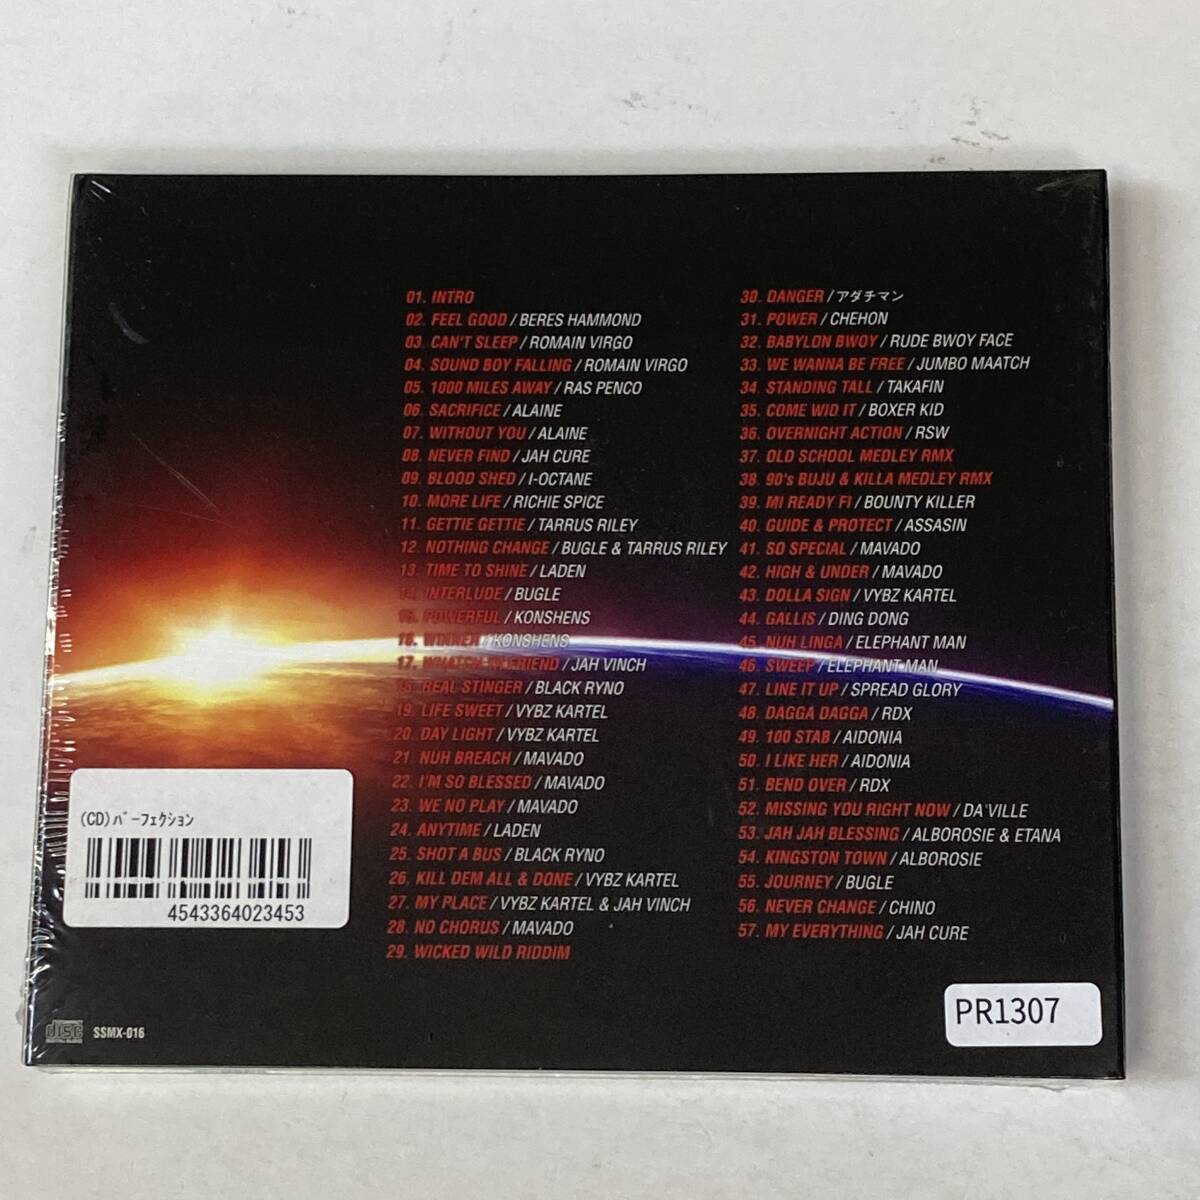 01. INTRO
02. FEEL GOOD / BERES HAMMOND
03. CAN'T SLEEP / ROMAIN VIRGO
04. SOUND BOY FALLING / ROMAIN VIRGO
05. 1000 MILES AWAY / RAS PENCO
06. SACRIFICE / ALAINE
07. WITHOUT YOU / ALAINE
08. NEVER FIND / JAH CURE
09. BLOOD SHED / I-OCTANE
10. MORE LIFE / RICHIE SPICE
11. GETTIE GETTIE / TARRUS RILEY
12. NOTHING CHANGE / BUGLE & TARRUS RILEY
13. TIME TO SHINE / LADEN
14. INTERLUDE / BUGLE
15. POWERFUL / KONSHENS
16. WINNER / KONSHENS
17. FRIEND / JAH VINCH
18. REAL STINGER / BLACK RYNO
19. LIFE SWEET / VYBZ KARTEL
20. DAY LIGHT / VYBZ KARTEL
21. NUH BREACH / MAVADO
22. I'M SO BLESSED / MAVADO
23. WE NO PLAY / MAVADO
24. ANYTIME / LADEN
25. SHOT A BUS / BLACK RYNO
26. KILL DEM ALL & DONE / VYBZ KARTEL
27. MY PLACE / VYBZ KARTEL & JAH VINCH
28. NO CHORUS / MAVADO
29. WICKED WILD RIDDIM
30. DANGER / アダチマン
31. POWER / CHEHON
32. BABYLON BWOY / RUDE BWOY FACE
33. WE WANNA BE FREE / JUMBO MAATCH
34. STANDING TALL / TAKAFIN
35. COME WID IT / BOXER KID
36. OVERNIGHT ACTION / RSW
37. OLD SCHOOL MEDLEY RMX
38. 90's BUJU & KILLA MEDLEY RMX
39. MI READY FI / BOUNTY KILLER
40. GUIDE & PROTECT / ASSASIN
41. SO SPECIAL / MAVADO
42. HIGH & UNDER / MAVADO
43. DOLLA SIGN / VYBZ KARTEL
44. GALLIS / DING DONG
45. NUH LINGA / ELEPHANT MAN
46. SWEEP / ELEPHANT MAN
47. LINE IT UP / SPREAD GLORY
48. DAGGA DAGGA / RDX
49. 100 STAB / AIDONIA
50. I LIKE HER / AIDONIA
51. BEND OVER / RDX
52. MISSING YOU RIGHT NOW / DA'VILLE
53. JAH JAH BLESSING / ALBOROSIE & ETANA
54. KINGSTON TOWN / ALBOROSIE
55. JOURNEY / BUGLE
56. NEVER CHANGE / CHINO
57. MY EVERYTHING / JAH CURE
(CD)ﾊﾟｰﾌｪｸｼｮﾝ
4543364023453
disc
SSMX-016
PR1307